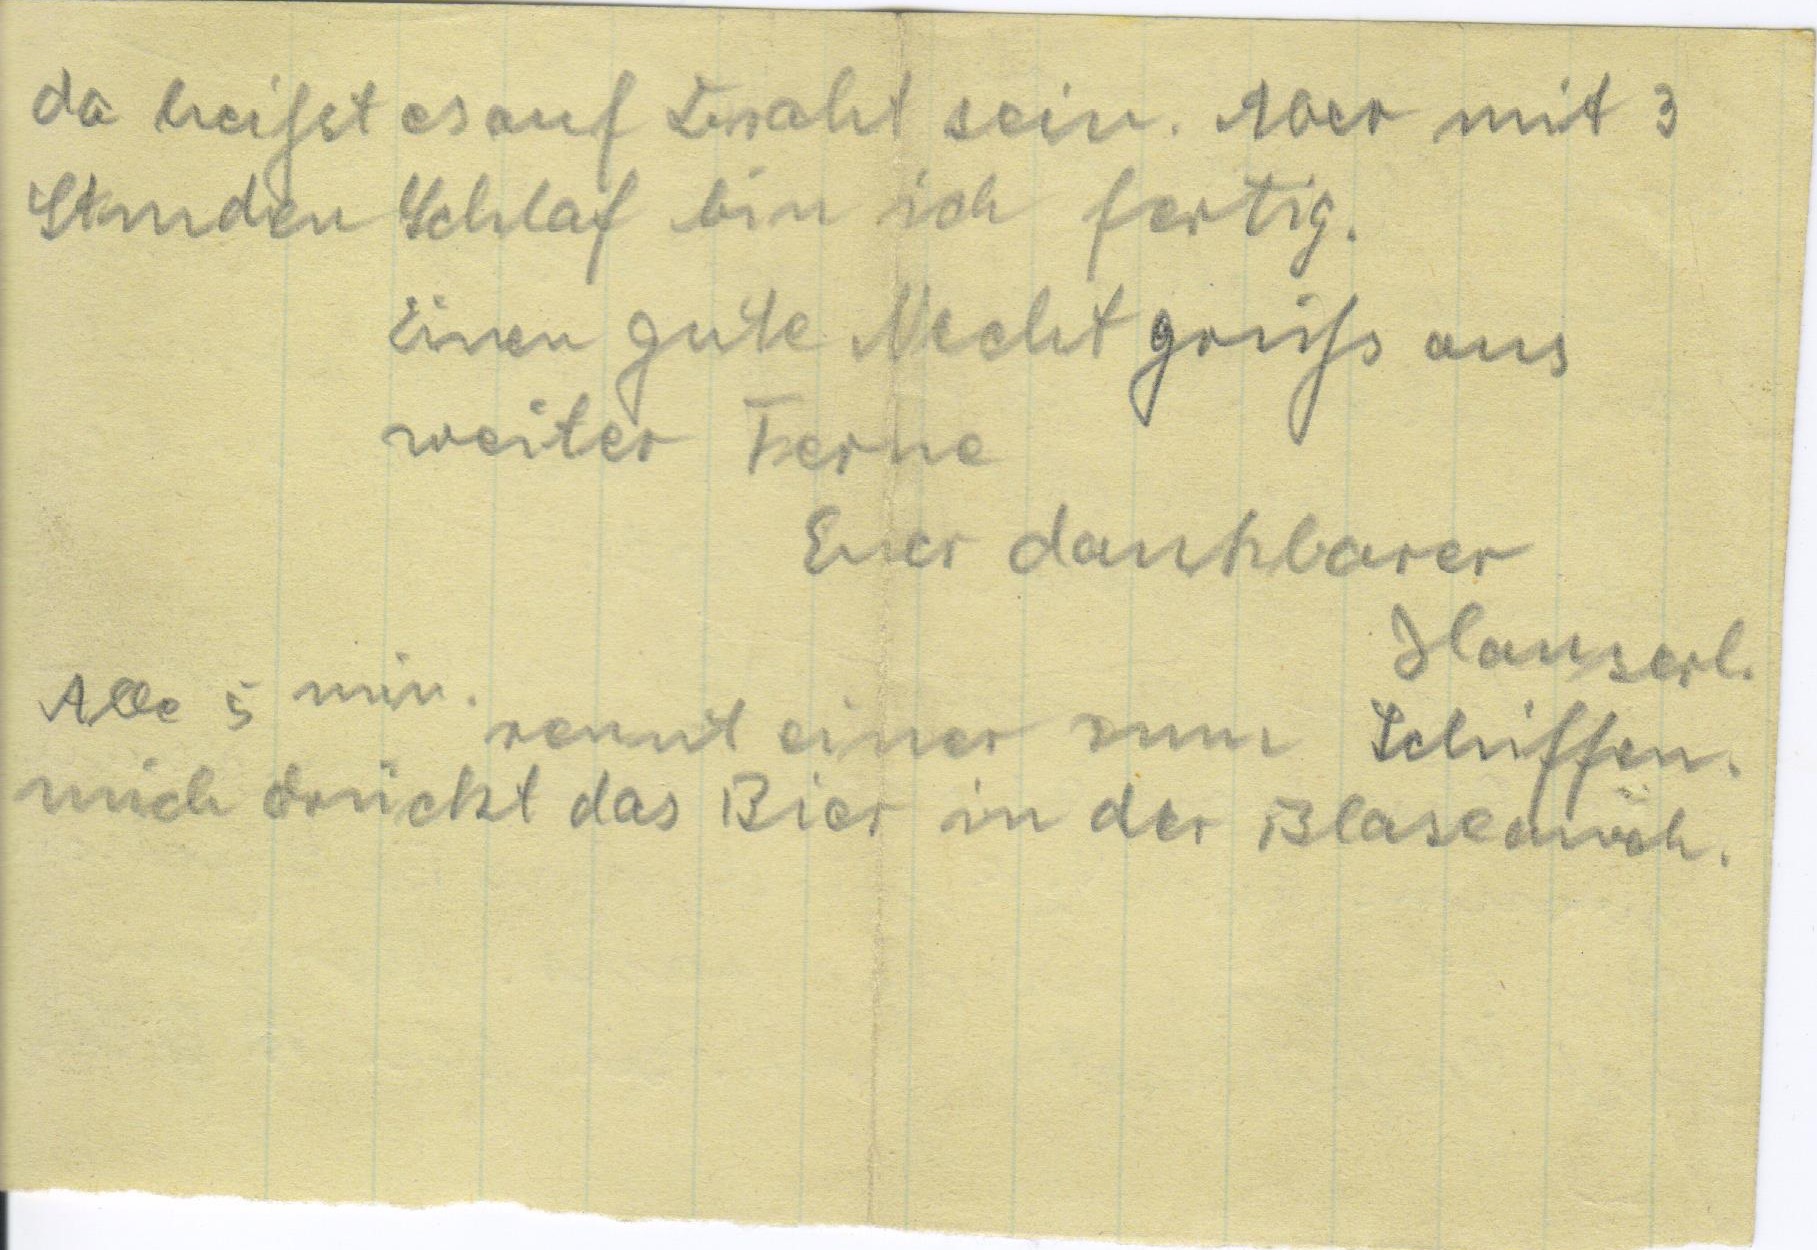 da heisst es auf Draht sein. Aber mit 3
Stunden Schlaf bin ich fertig.
Einen gute Nacht gruss aus
weiter Ferne
Euer dankbarer
Hanserl.
Alle 5 min. rennt einer zum Schiffen.
mich drückt das Bier in der Blase